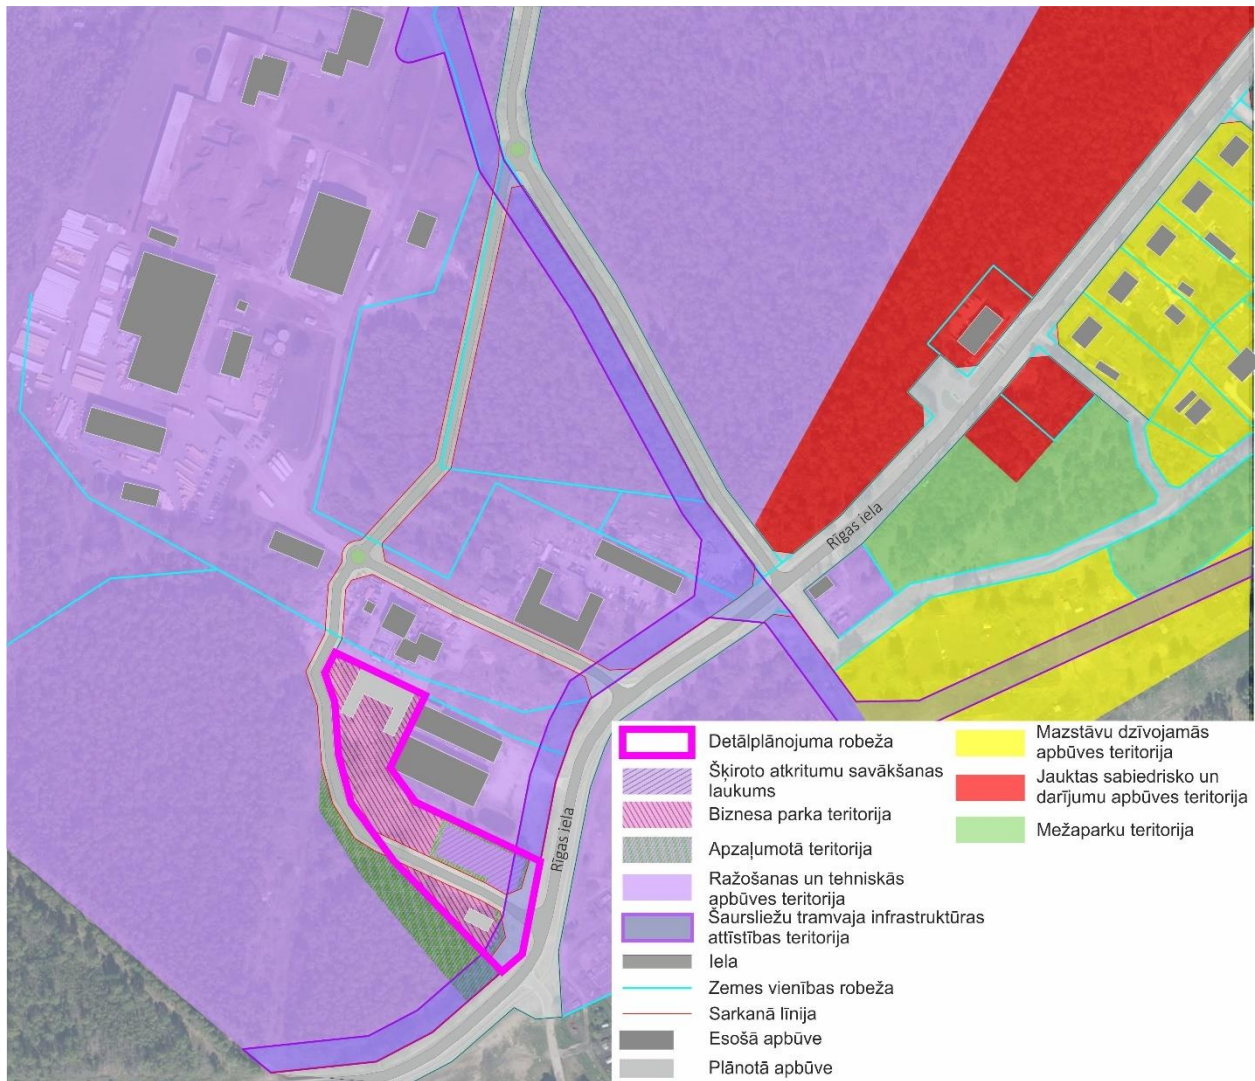 Rīgas iela
Rīgas iela
Detālplānojuma robeža
Šķiroto atkritumu savākšanas
laukums
Biznesa parka teritorija
Apzaļumotā teritorija
Ražošanas un tehniskās
apbūves teritorija
Šaursliežu tramvaja infrastruktūras
attīstības teritorija
Iela
Zemes vienības robeža
Sarkanā līnija
Esošā apbūve
Plānotā apbūve
Mazstāvu dzīvojamās
apbūves teritorija
Jauktas sabiedrisko un
darījumu apbūves teritorija
Mežaparku teritorija